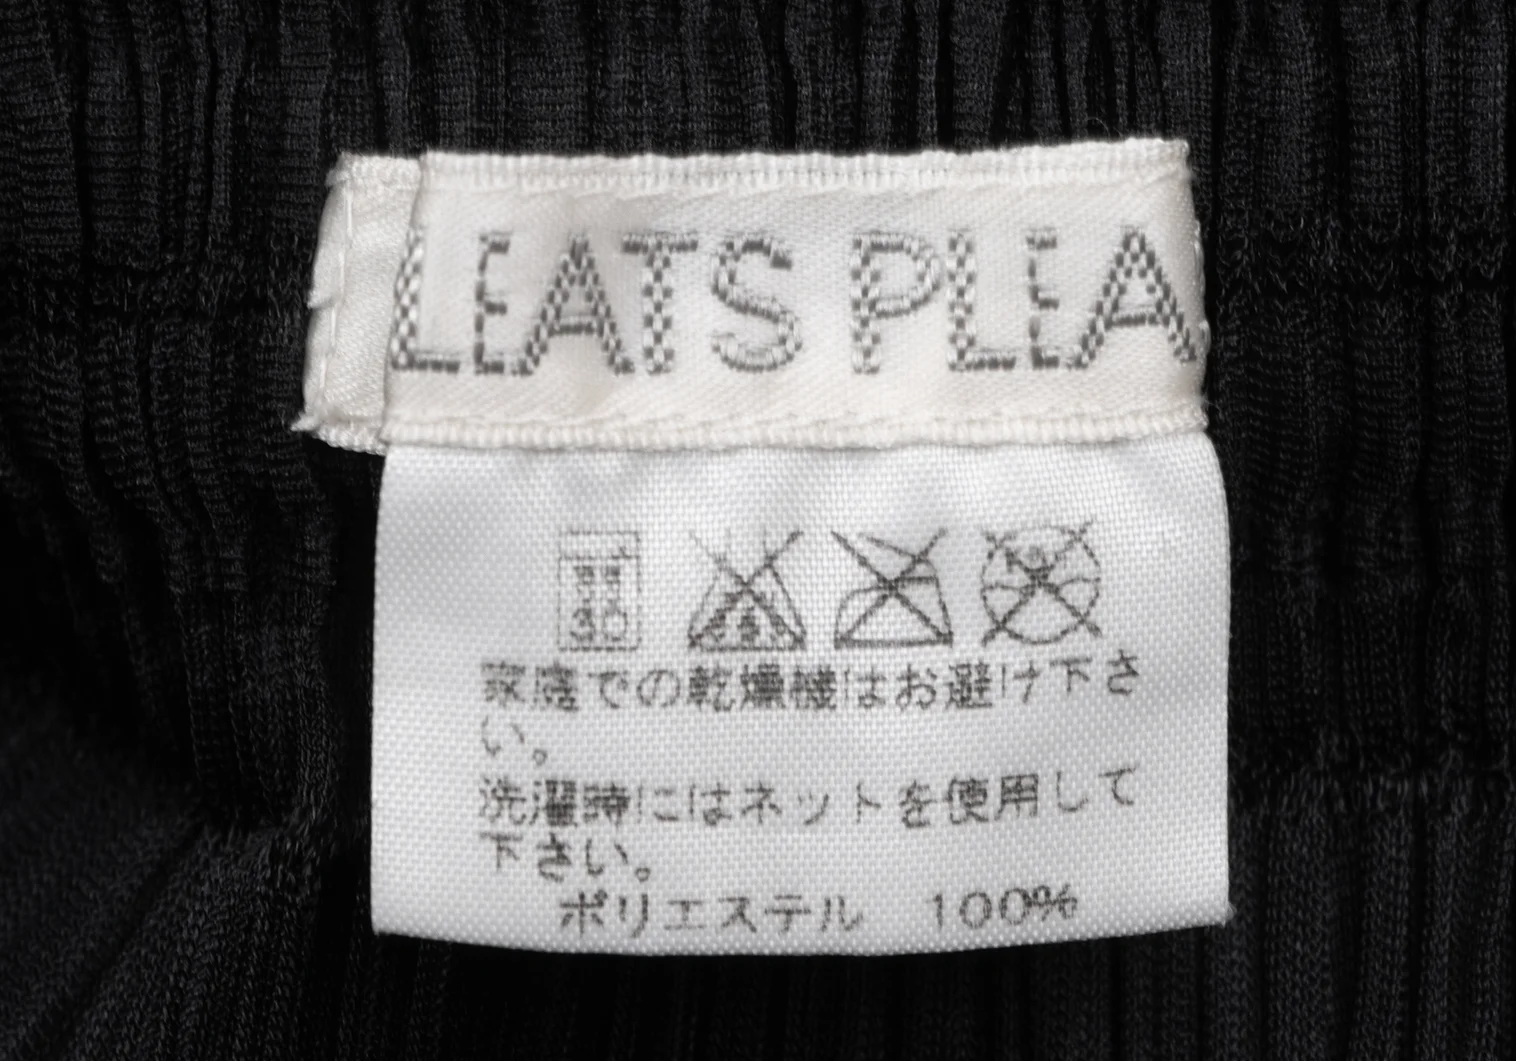 LEATS PLEA
30
家庭での乾燥機はお避け下さ
い。
洗濯時にはネットを使用して
下さい。
ポリエステル 100%